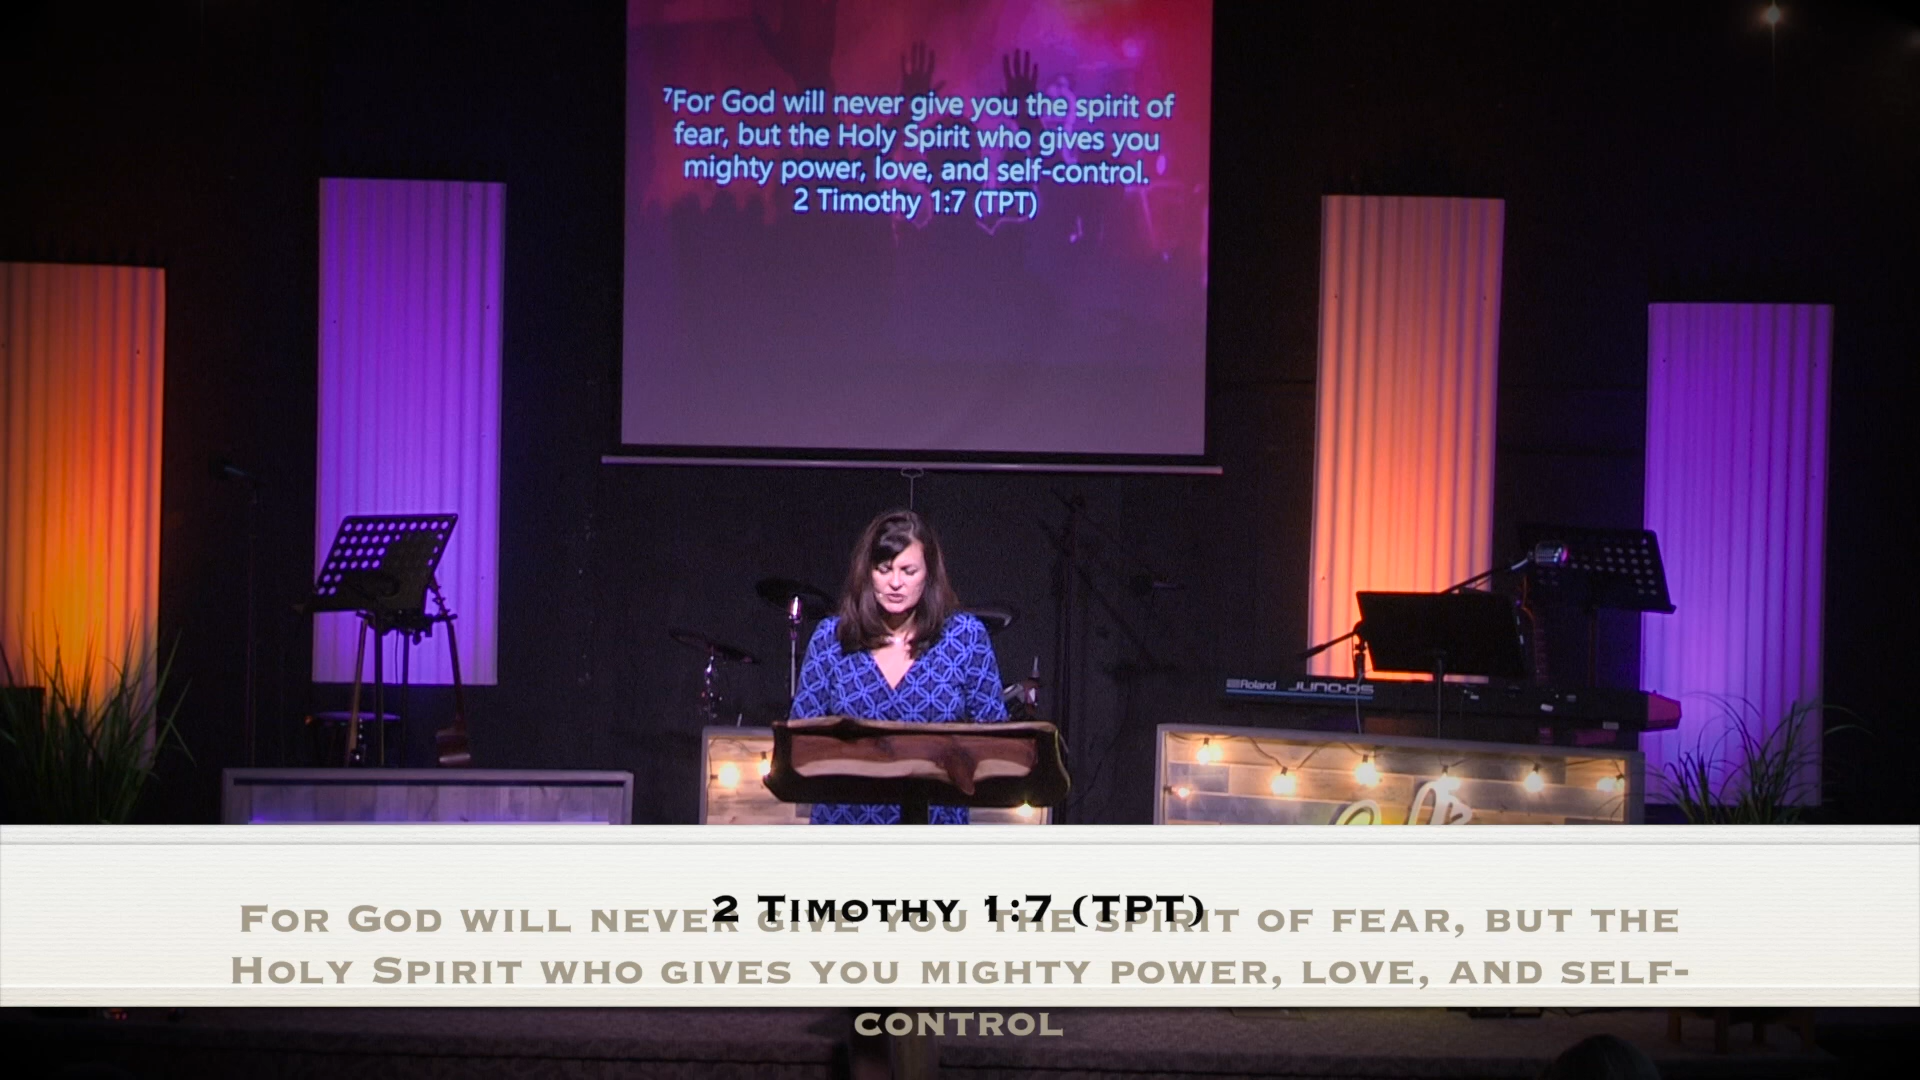 ⁷For God will never give you the spirit of
fear, but the Holy Spirit who gives you
mighty power, love, and self-control.
2 Timothy 1:7 (TPT)
Roland JUNO-DS
2 Timothy 1:7 (TPT)
For God will never give you the spirit of fear, but the
Holy Spirit who gives you mighty power, love, and self-
control